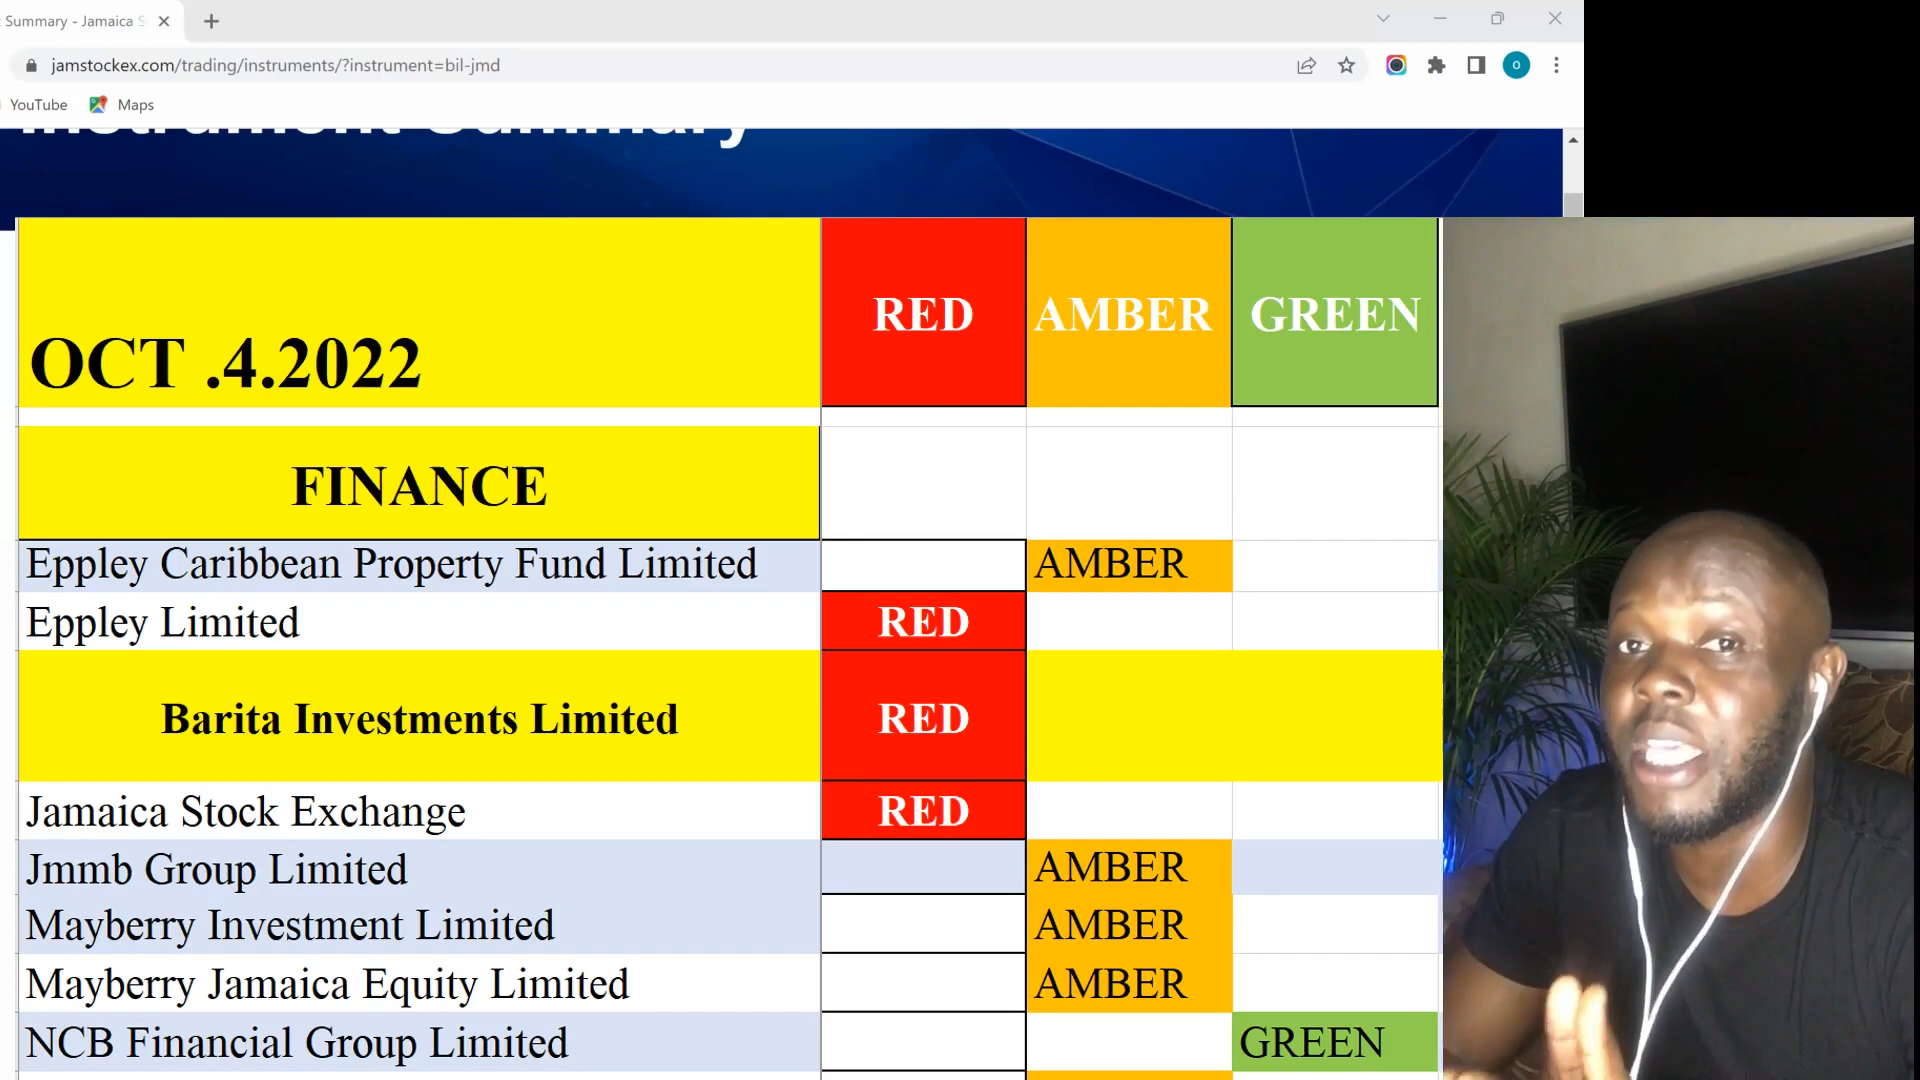 Summary - Jamaica S
jamstockex.com/trading/instruments/?instrument=bil-jmd
o
YouTube Maps
Instrument Summary
OCT .4.2022 RED AMBER GREEN
FINANCE
Eppley Caribbean Property Fund Limited AMBER
Eppley Limited RED
Barita Investments Limited RED
Jamaica Stock Exchange RED
Jmmb Group Limited AMBER
Mayberry Investment Limited AMBER
Mayberry Jamaica Equity Limited AMBER
NCB Financial Group Limited GREEN